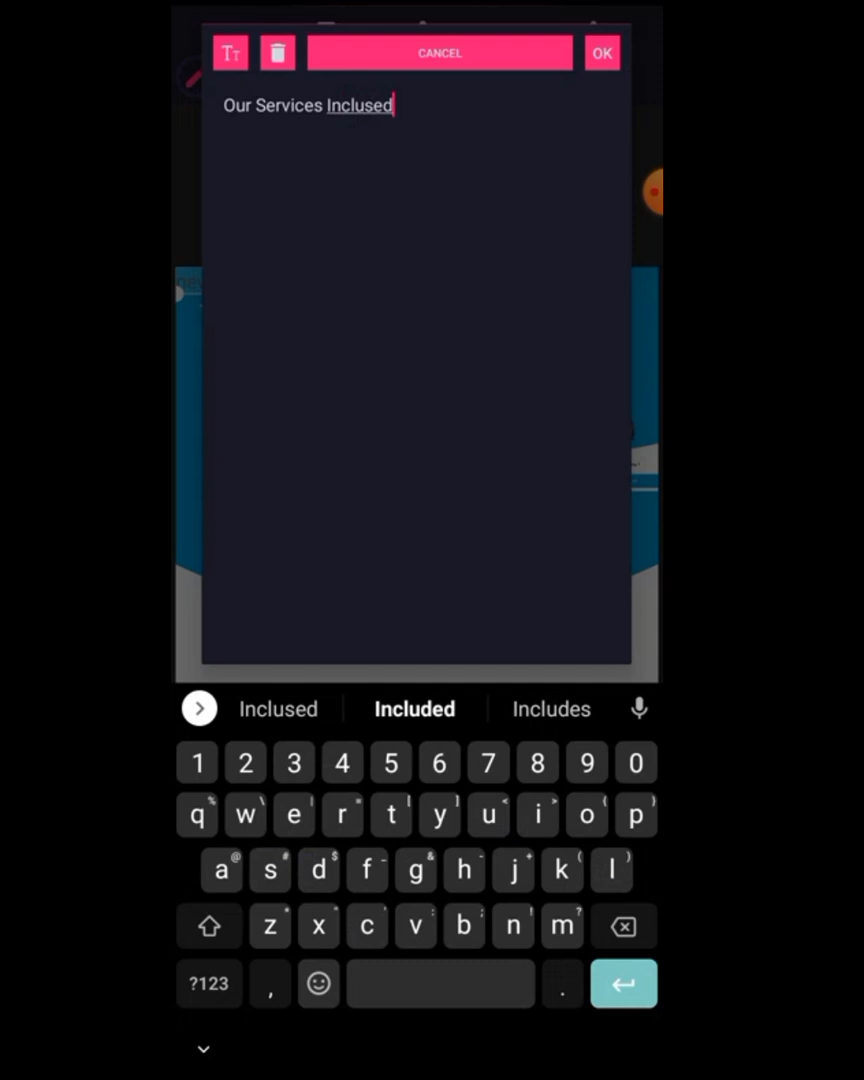 TT CANCEL OK
Our Services Inclused
Inclused Included Includes
1 2 3 4 5 6 7 8 9 0
q w e r t y u i o p
a s d f g h j k l
z x c v b n m
?123 , .